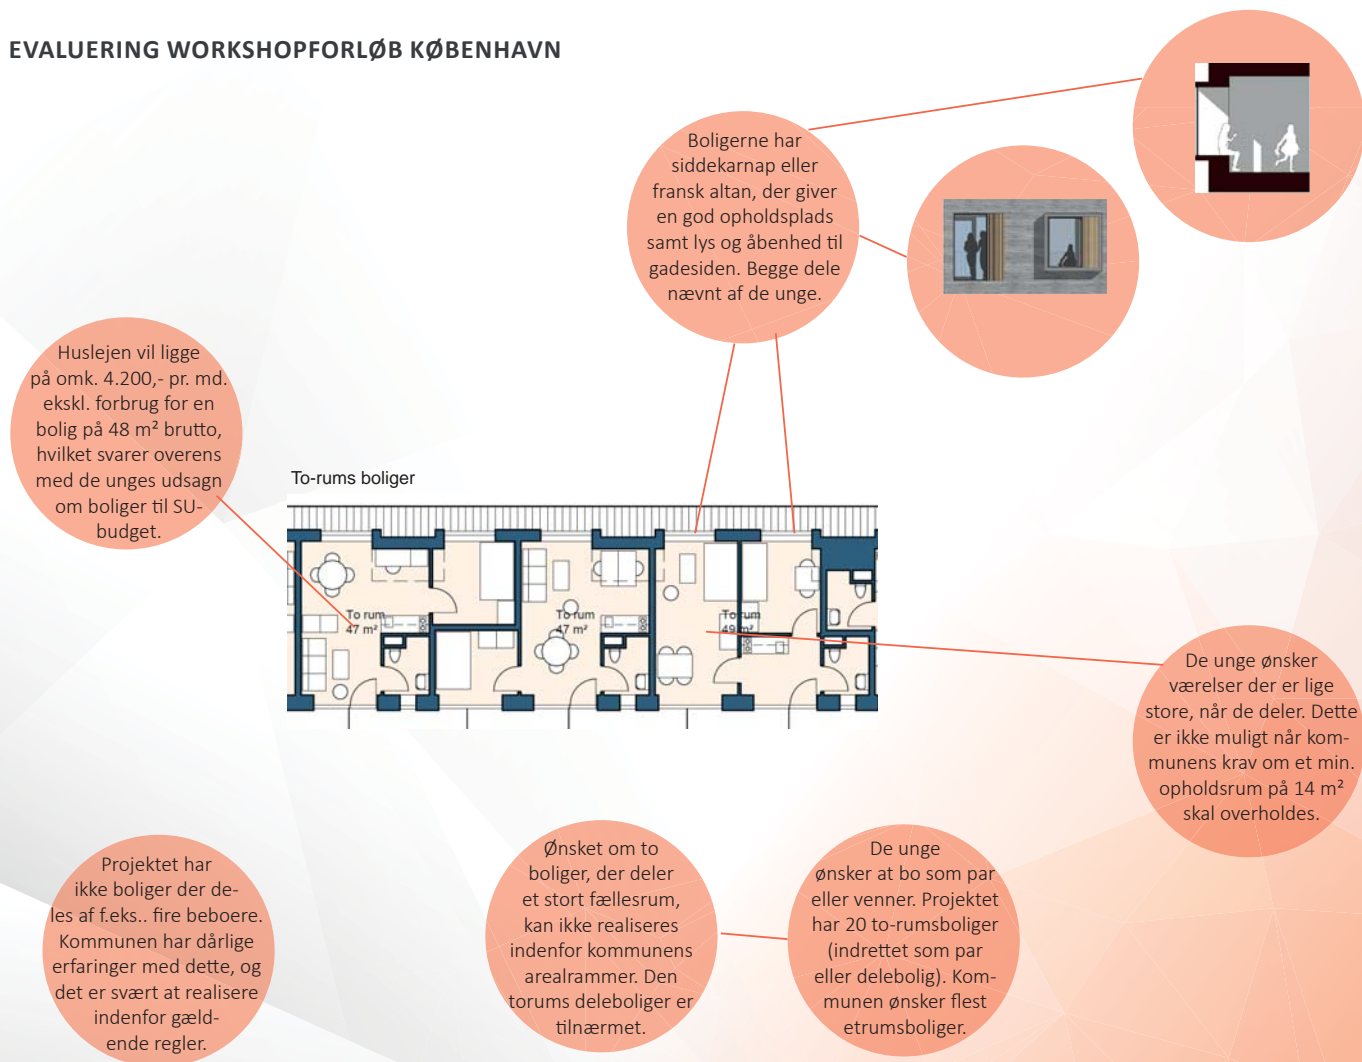 EVALUERING WORKSHOPFORLØB KØBENHAVN
Boligerne har
siddekarnap eller
fransk altan, der giver
en god opholdsplads
samt lys og åbenhed til
gadesiden. Begge dele
nævnt af de unge.
Huslejen vil ligge
på omk. 4.200,- pr. md.
ekskl. forbrug for en
bolig på 48 m² brutto,
hvilket svarer overens
med de unges udsagn
om boliger til SU-
budget.
To-rums boliger
To rum
47 m²
To rum
47 m²
To rum
49 m²
De unge ønsker
værelser der er lige
store, når de deler. Dette
er ikke muligt når kom-
munens krav om et min.
opholdsrum på 14 m²
skal overholdes.
Projektet har
ikke boliger der de-
les af f.eks.. fire beboere.
Kommunen har dårlige
erfaringer med dette, og
det er svært at realisere
indenfor gæld-
ende regler.
Ønsket om to
boliger, der deler
et stort fællesrum,
kan ikke realiseres
indenfor kommunens
arealrammer. Den
torums deleboliger er
tilnærmet.
De unge
ønsker at bo som par
eller venner. Projektet
har 20 to-rumsboliger
(indrettet som par
eller delebolig). Kom-
munen ønsker flest
etrumsboliger.